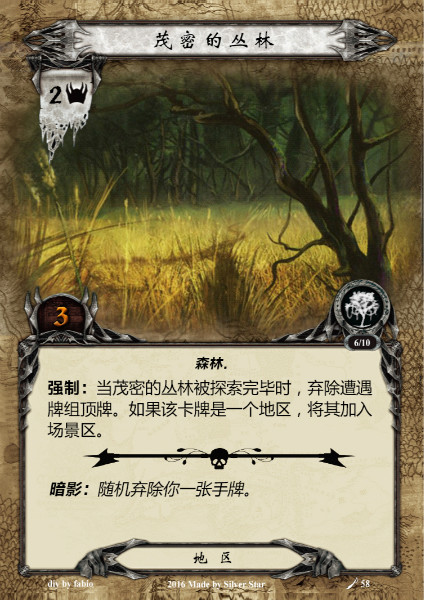 茂密的丛林
2
3
6/10
森林.
强制：当茂密的丛林被探索完毕时，弃除遭遇
牌组顶牌。如果该卡牌是一个地区，将其加入
场景区。
暗影：随机弃除你一张手牌。
地 区
diy by fabio
2016 Made by Silver Star
58